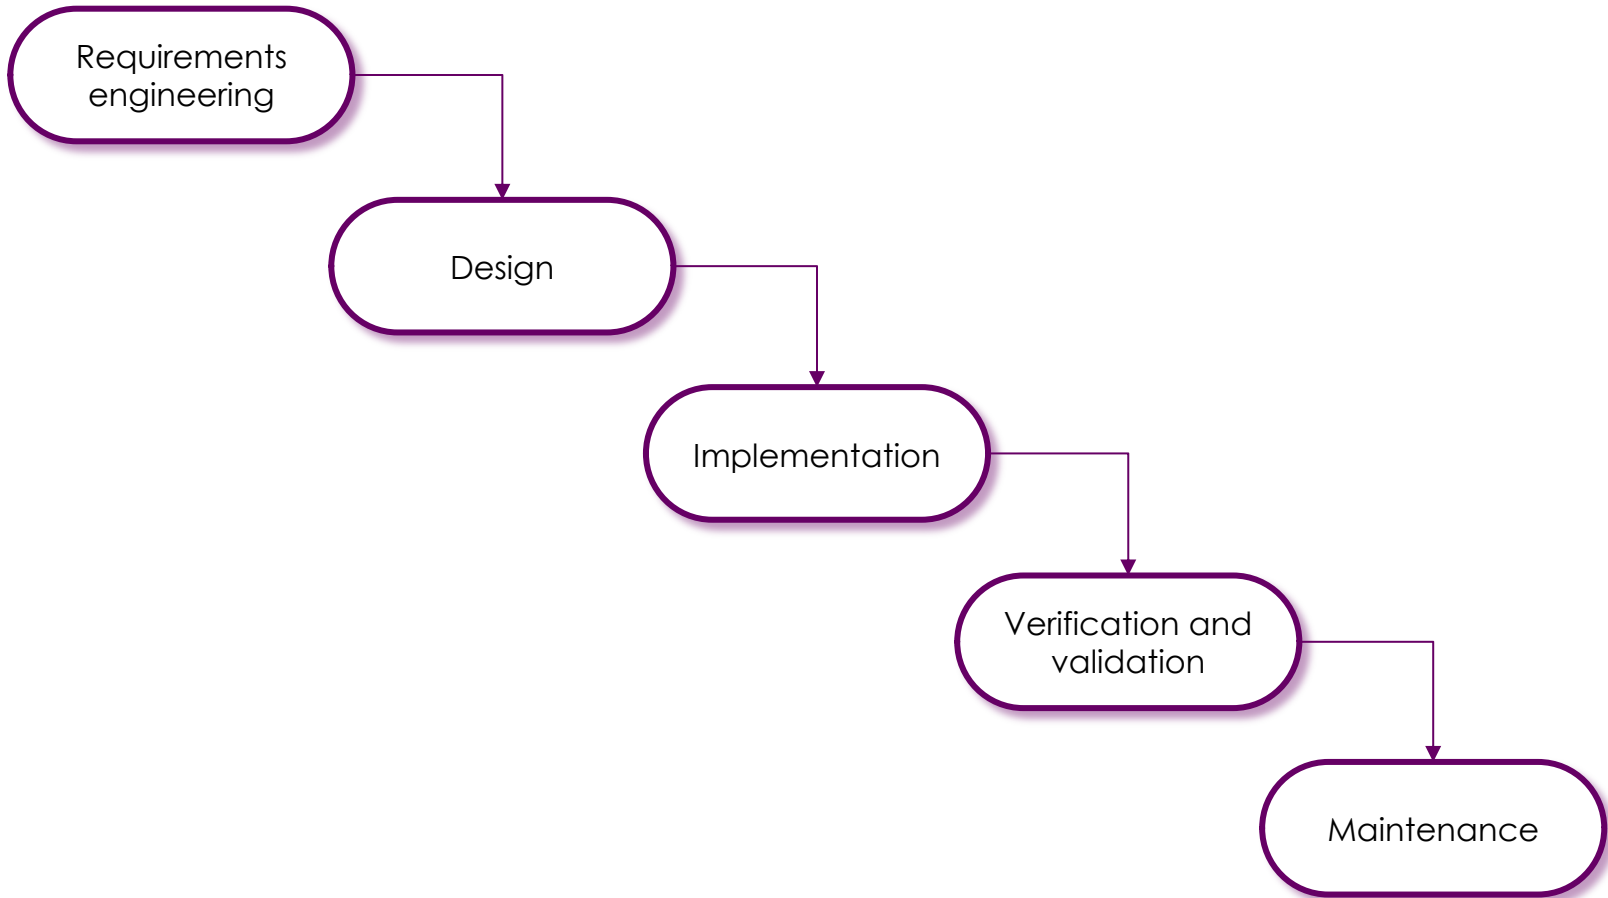 Requirements
engineering
Design
Implementation
Verification and
validation
Maintenance